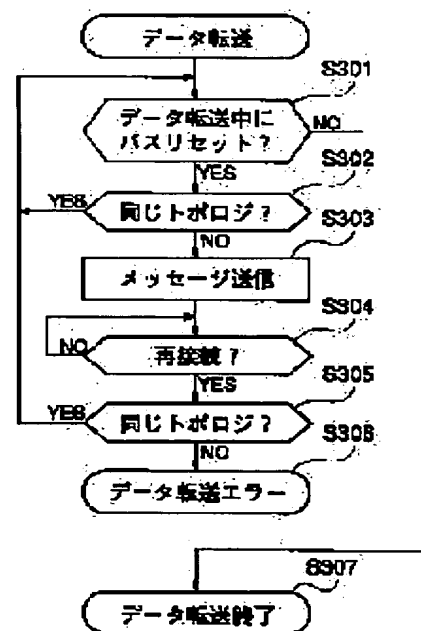 データ転送
S301
データ転送中に
バスリセット?
NO
YES
S302
同じトポロジ?
YES
NO
S303
メッセージ送信
S304
再接続?
NO
YES
S305
同じトポロジ?
YES
NO
S306
データ転送エラー
S307
データ転送終了